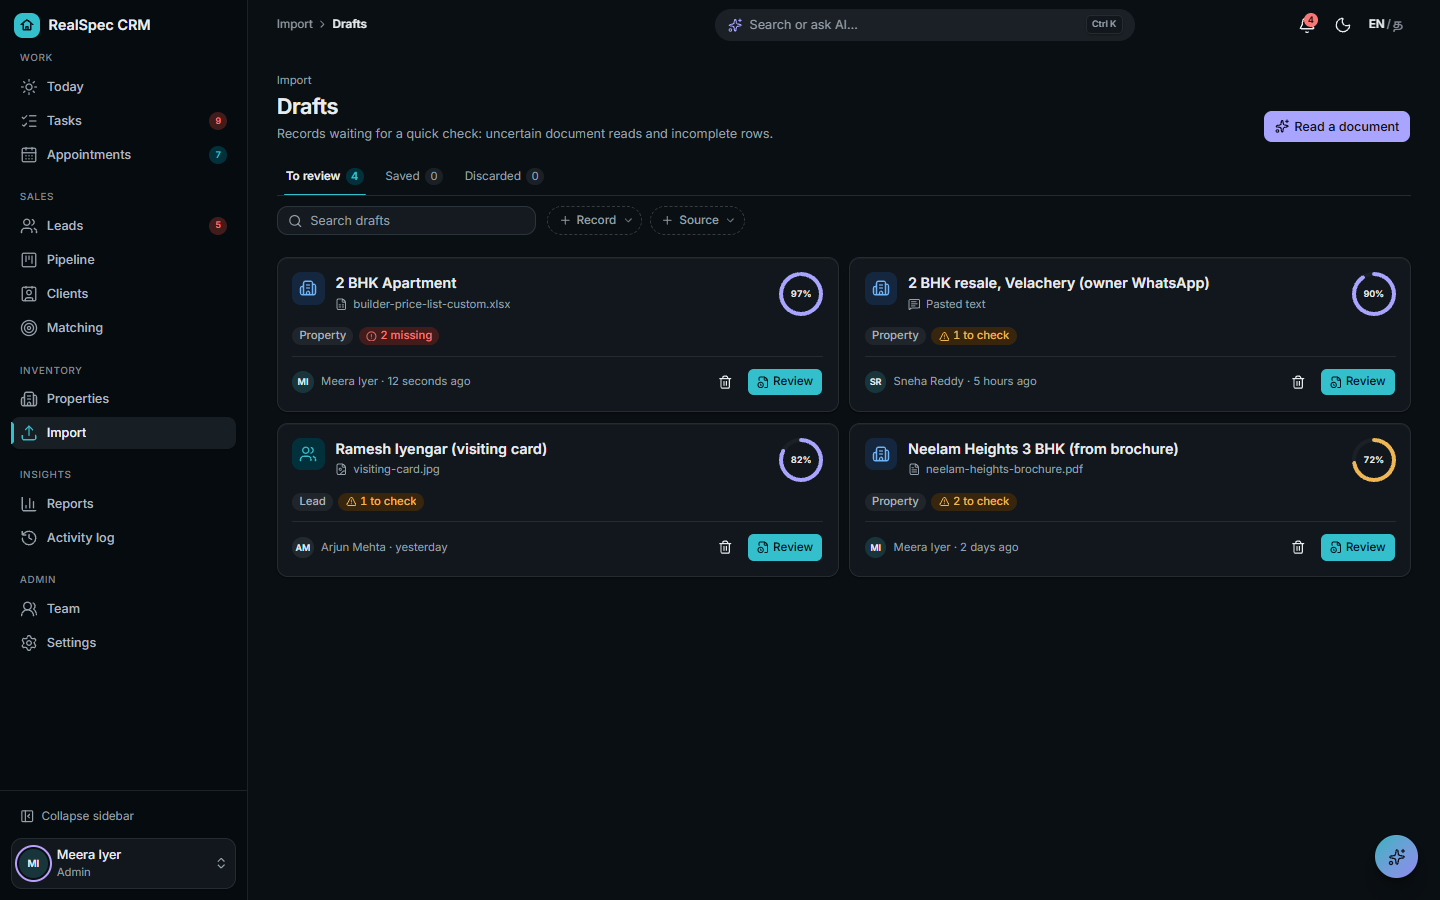 RealSpec CRM
WORK
Today
Tasks 9
Appointments 7
SALES
Leads 5
Pipeline
Clients
Matching
INVENTORY
Properties
Import
INSIGHTS
Reports
Activity log
ADMIN
Team
Settings
Collapse sidebar
MI Meera Iyer
Admin
Import > Drafts
Search or ask AI... Ctrl K
4
EN / த
Import
Drafts
Records waiting for a quick check: uncertain document reads and incomplete rows.
Read a document
To review 4 Saved 0 Discarded 0
Search drafts + Record + Source
2 BHK Apartment
builder-price-list-custom.xlsx
97%
Property 2 missing
MI Meera Iyer · 12 seconds ago Review
2 BHK resale, Velachery (owner WhatsApp)
Pasted text
90%
Property 1 to check
SR Sneha Reddy · 5 hours ago Review
Ramesh Iyengar (visiting card)
visiting-card.jpg
82%
Lead 1 to check
AM Arjun Mehta · yesterday Review
Neelam Heights 3 BHK (from brochure)
neelam-heights-brochure.pdf
72%
Property 2 to check
MI Meera Iyer · 2 days ago Review